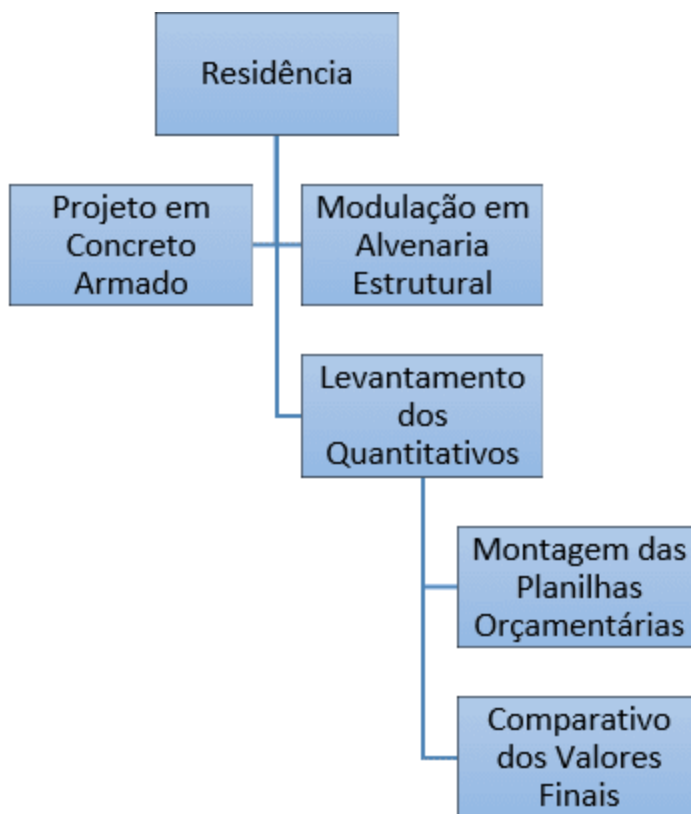 Residência
Projeto em
Concreto
Armado
Modulação em
Alvenaria
Estrutural
Levantamento
dos
Quantitativos
Montagem das
Planilhas
Orçamentárias
Comparativo
dos Valores
Finais